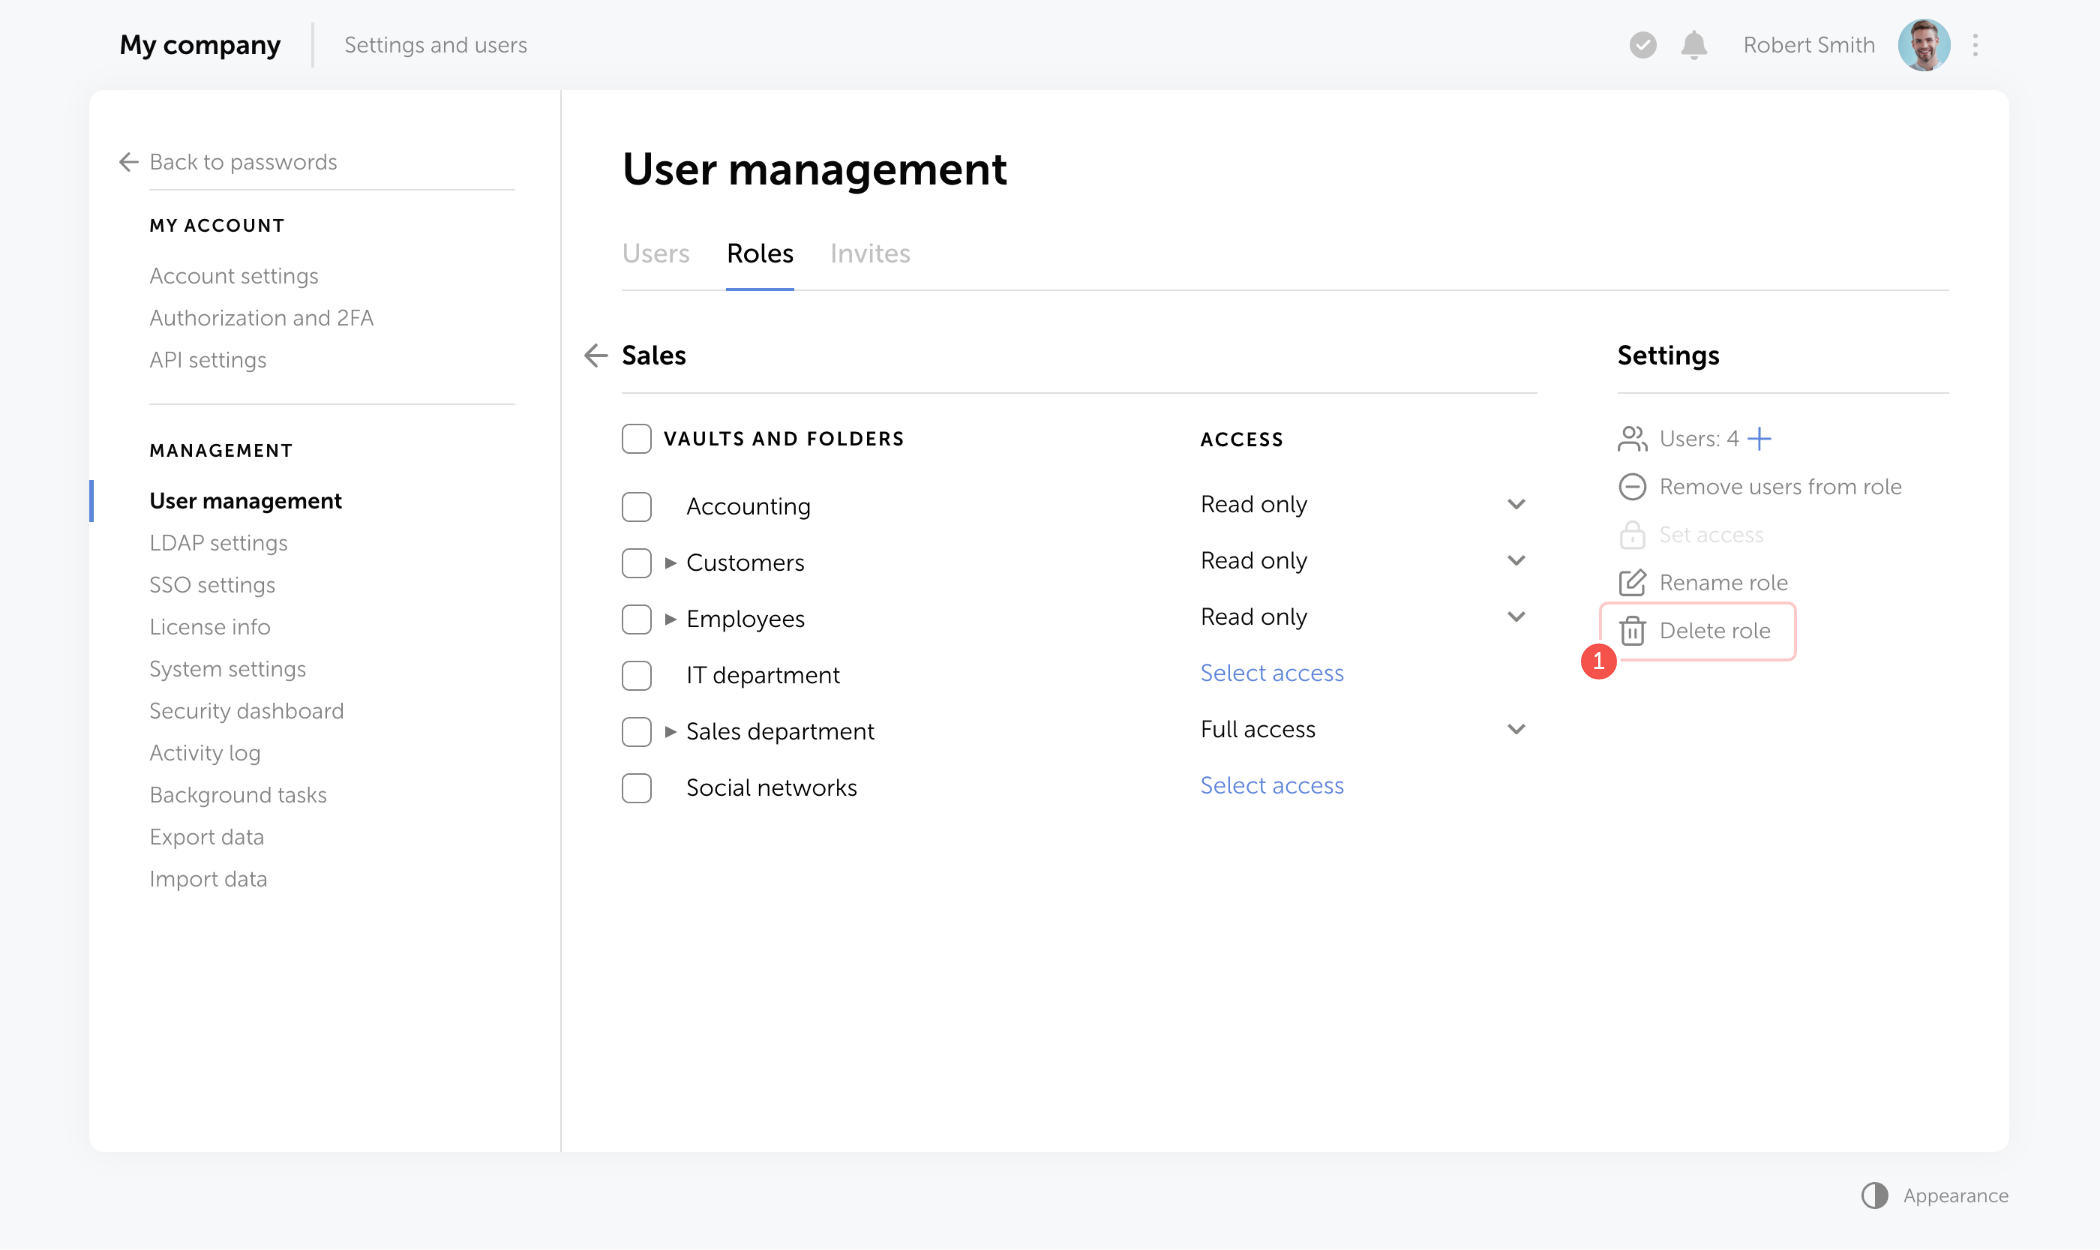 My company
Settings and users
Robert Smith
Back to passwords
MY ACCOUNT
Account settings
Authorization and 2FA
API settings
MANAGEMENT
User management
LDAP settings
SSO settings
License info
System settings
Security dashboard
Activity log
Background tasks
Export data
Import data
User management
Users Roles Invites
Sales
VAULTS AND FOLDERS ACCESS
Accounting Read only
Customers Read only
Employees Read only
IT department Select access
Sales department Full access
Social networks Select access
Settings
Users: 4
Remove users from role
Set access
Rename role
Delete role
1
Appearance